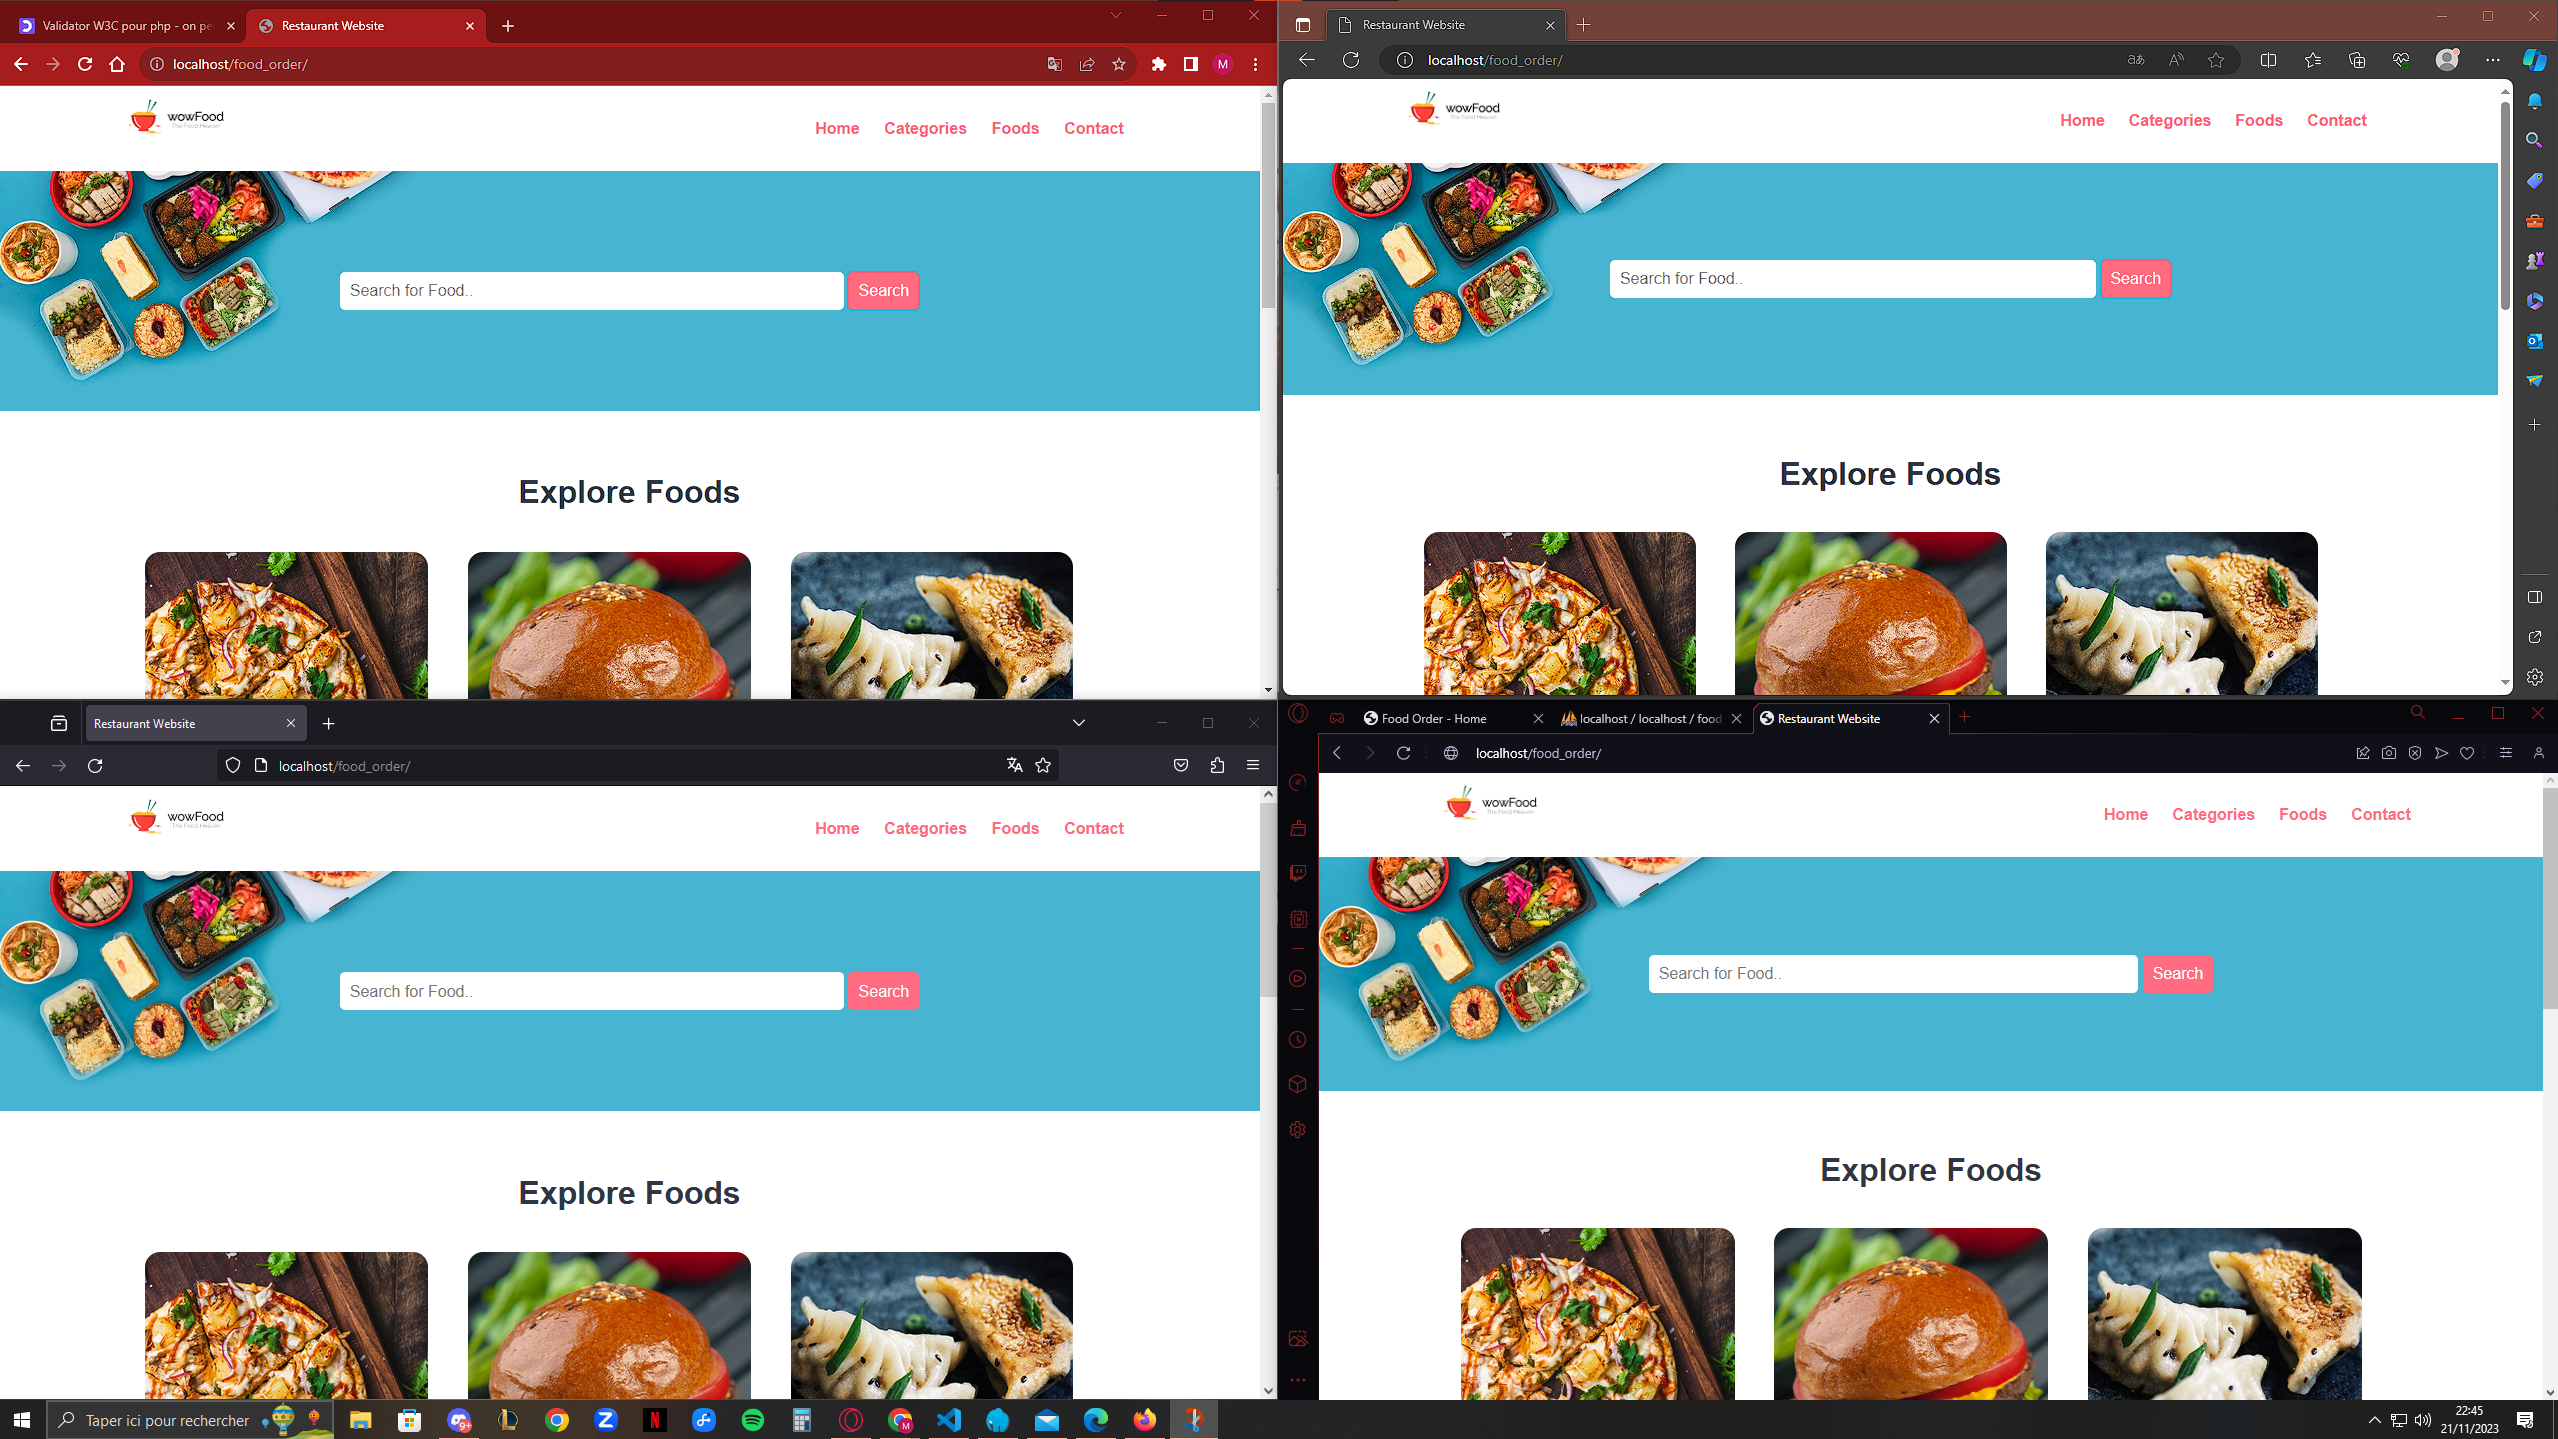 Validator W3C pour php - on pe
Restaurant Website
localhost/food_order/
M
wowFood
The Food Heaven
Home Categories Foods Contact
Search for Food..
Search
Explore Foods
Restaurant Website
localhost/food_order/
wowFood
The Food Heaven
Home Categories Foods Contact
Search for Food..
Search
Explore Foods
Restaurant Website
localhost/food_order/
wowFood
The Food Heaven
Home Categories Foods Contact
Search for Food..
Search
Explore Foods
Food Order - Home
localhost / localhost / food
Restaurant Website
localhost/food_order/
wowFood
The Food Heaven
Home Categories Foods Contact
Search for Food..
Search
Explore Foods
Taper ici pour rechercher
22:45
21/11/2023